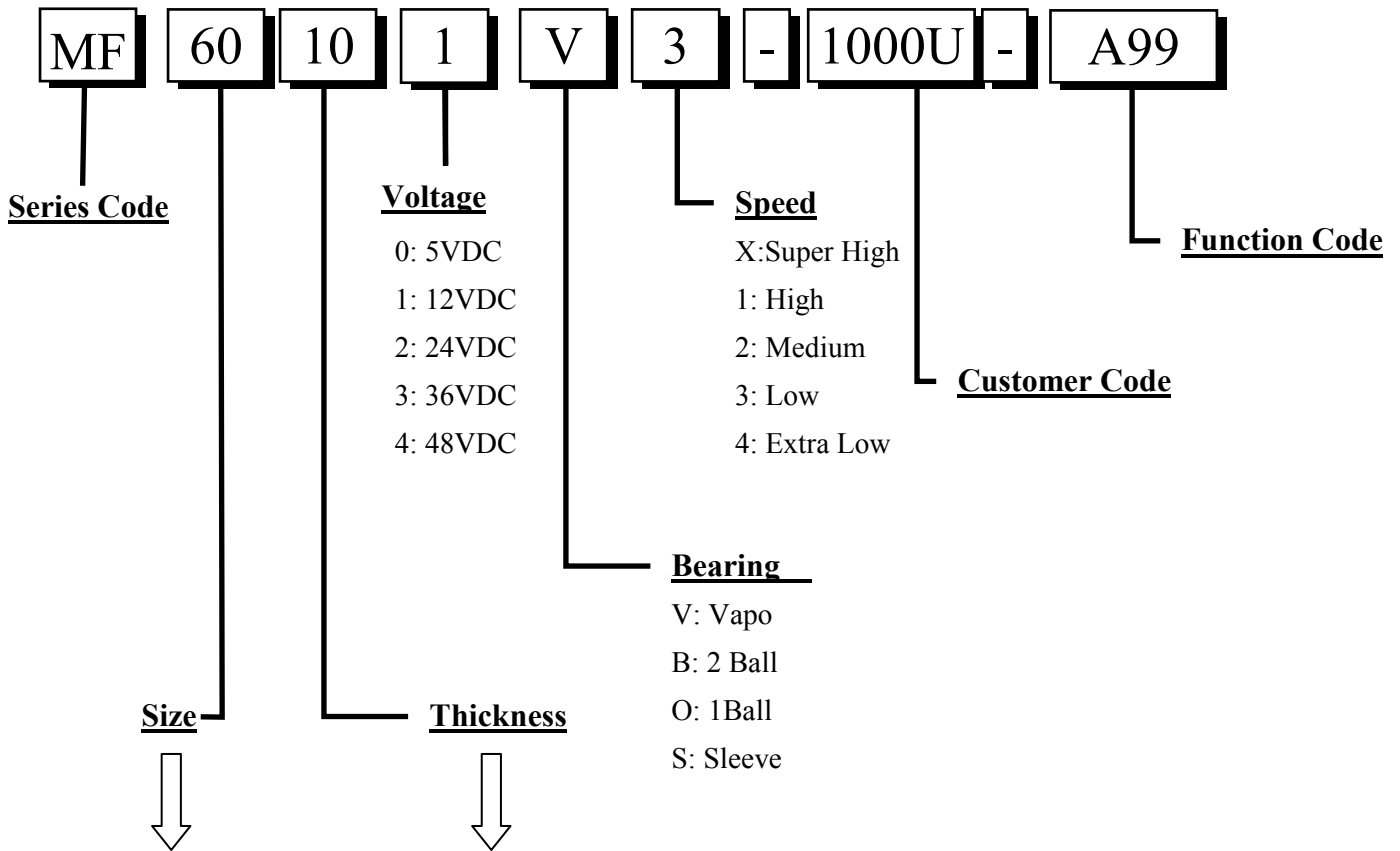 MF 60 10 1 V 3 - 1000U - A99
Series Code
Voltage
0: 5VDC
1: 12VDC
2: 24VDC
3: 36VDC
4: 48VDC
Speed
X:Super High
1: High
2: Medium
3: Low
4: Extra Low
Function Code
Customer Code
Bearing
V: Vapo
B: 2 Ball
O: 1Ball
S: Sleeve
Size
Thickness